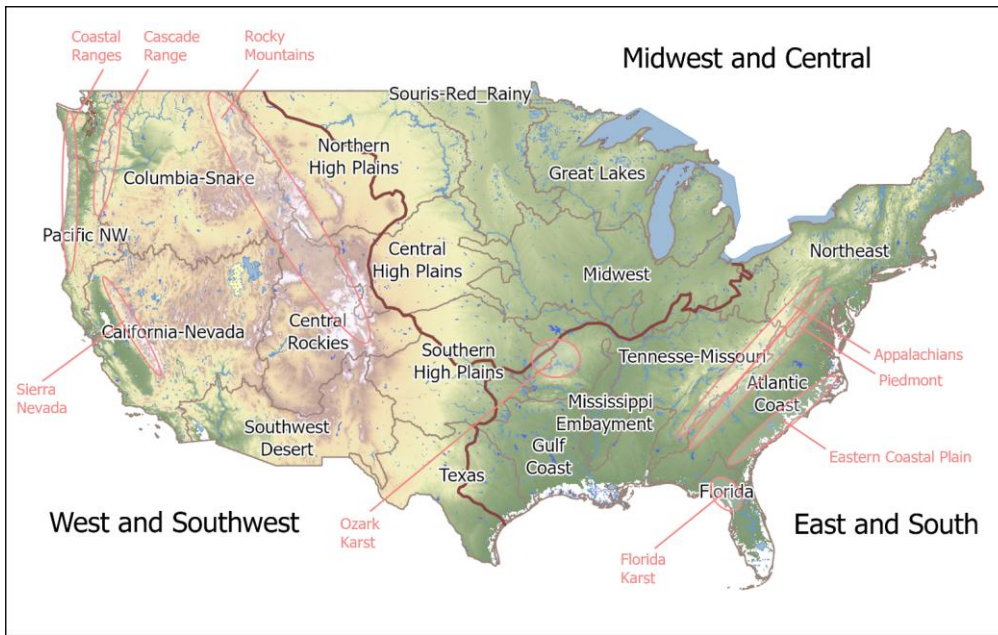 Coastal
Ranges
Cascade
Range
Rocky
Mountains
Midwest and Central
Souris-Red_Rainy
Northern
High Plains
Great Lakes
Columbia-Snake
Pacific NW
Northeast
Central
High Plains
Midwest
California-Nevada
Central
Rockies
Southern
High Plains
Tennesse-Missouri
Appalachians
Piedmont
Sierra
Nevada
Atlantic
Coast
Mississippi
Embayment
Southwest
Desert
Gulf
Coast
Eastern Coastal Plain
Texas
Florida
West and Southwest
Ozark
Karst
East and South
Florida
Karst